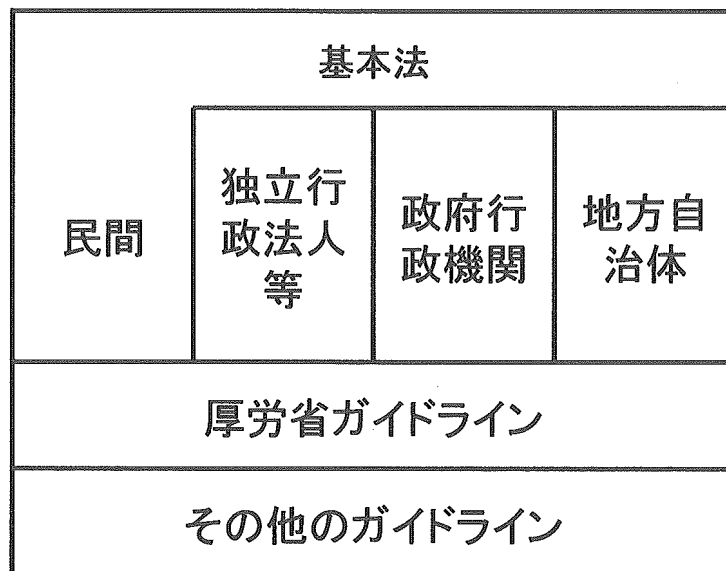 基本法
民間
独立行
政法人
等
政府行
政機関
地方自
治体
厚労省ガイドライン
その他のガイドライン